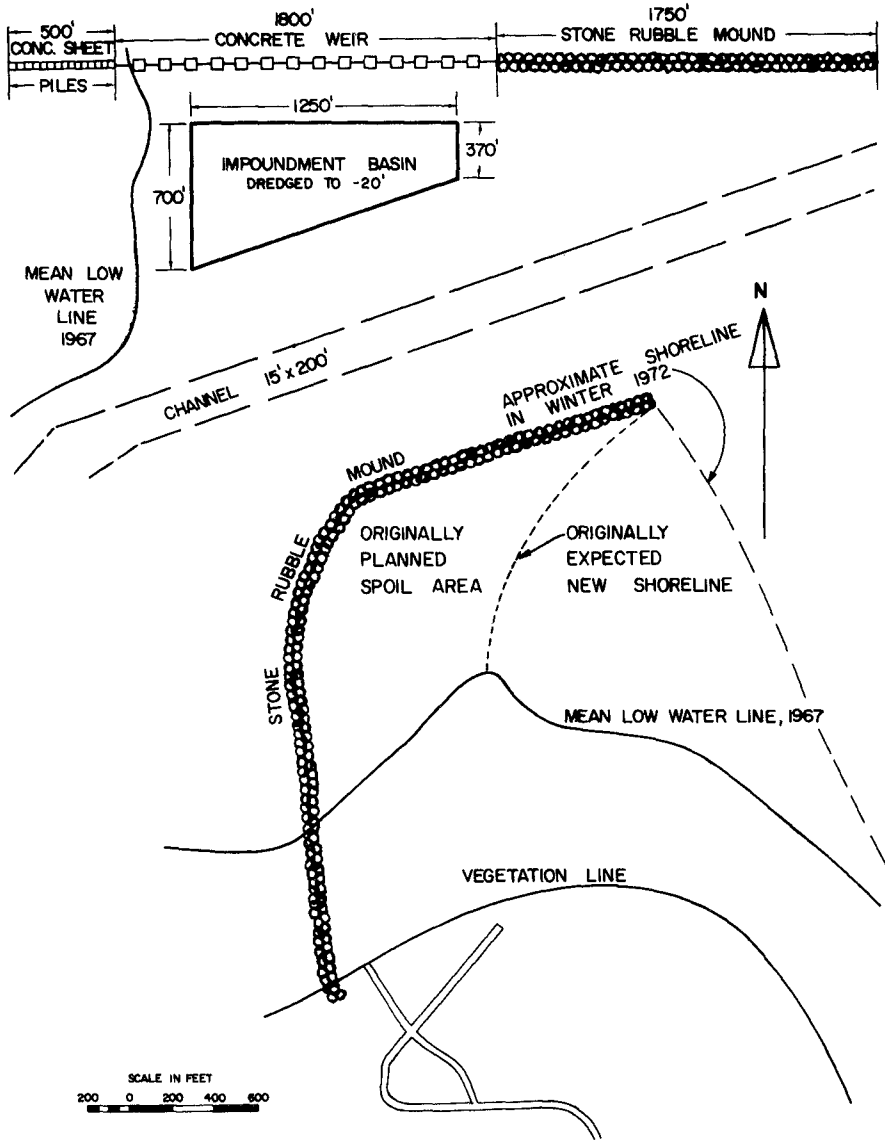 500'
1800'
1750'
CONC. SHEET
CONCRETE WEIR
STONE RUBBLE MOUND
PILES
1250'
700'
370'
IMPOUNDMENT BASIN
DREDGED TO -20'
MEAN LOW
WATER
LINE
1967
CHANNEL 15' x 200'
N
APPROXIMATE SHORELINE
IN WINTER 1972
STONE RUBBLE MOUND
ORIGINALLY
PLANNED
SPOIL AREA
ORIGINALLY
EXPECTED
NEW SHORELINE
MEAN LOW WATER LINE, 1967
VEGETATION LINE
SCALE IN FEET
200 0 200 400 600